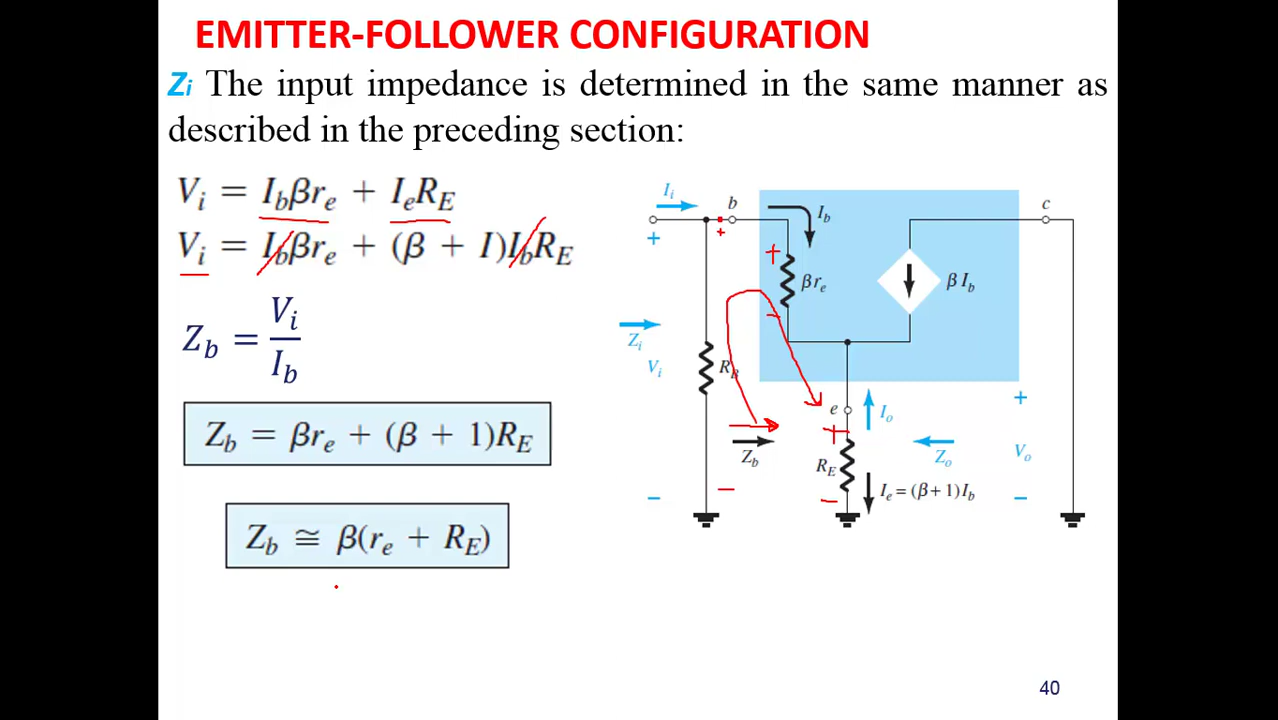 EMITTER-FOLLOWER CONFIGURATION
Zi The input impedance is determined in the same manner as
described in the preceding section:
Vi = Ibβre + IeRE
Vi = Ibβre + (β + I)IbRE
Zb = Vi / Ib
Zb = βre + (β + 1)RE
Zb ≅ β(re + RE)
Ii
b
Ib
c
+
+
+
βre
βIb
Zi
Vi
RB
e
Io
+
+
Zb
RE
Zo
Vo
Ie = (β+1)Ib
−
−
−
−
40